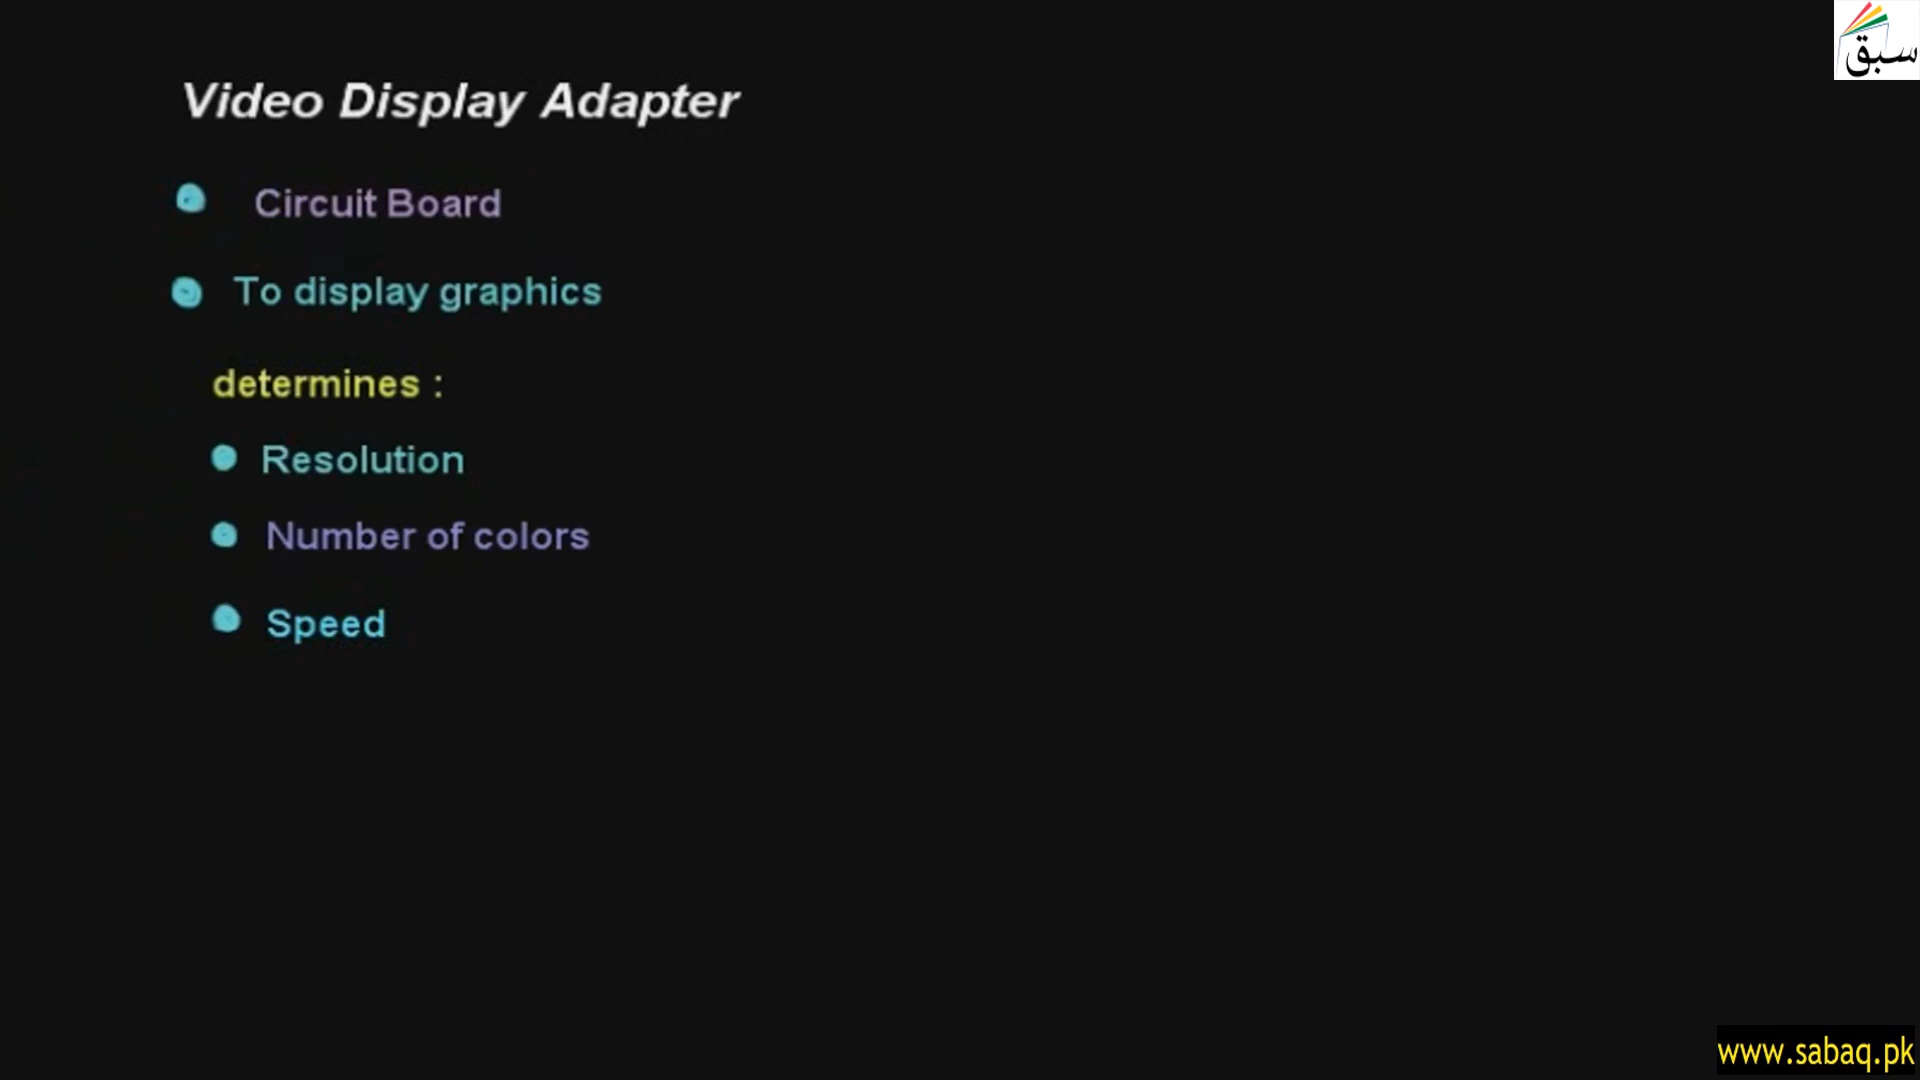 سبق
Video Display Adapter
Circuit Board
To display graphics
determines :
Resolution
Number of colors
Speed
www.sabaq.pk